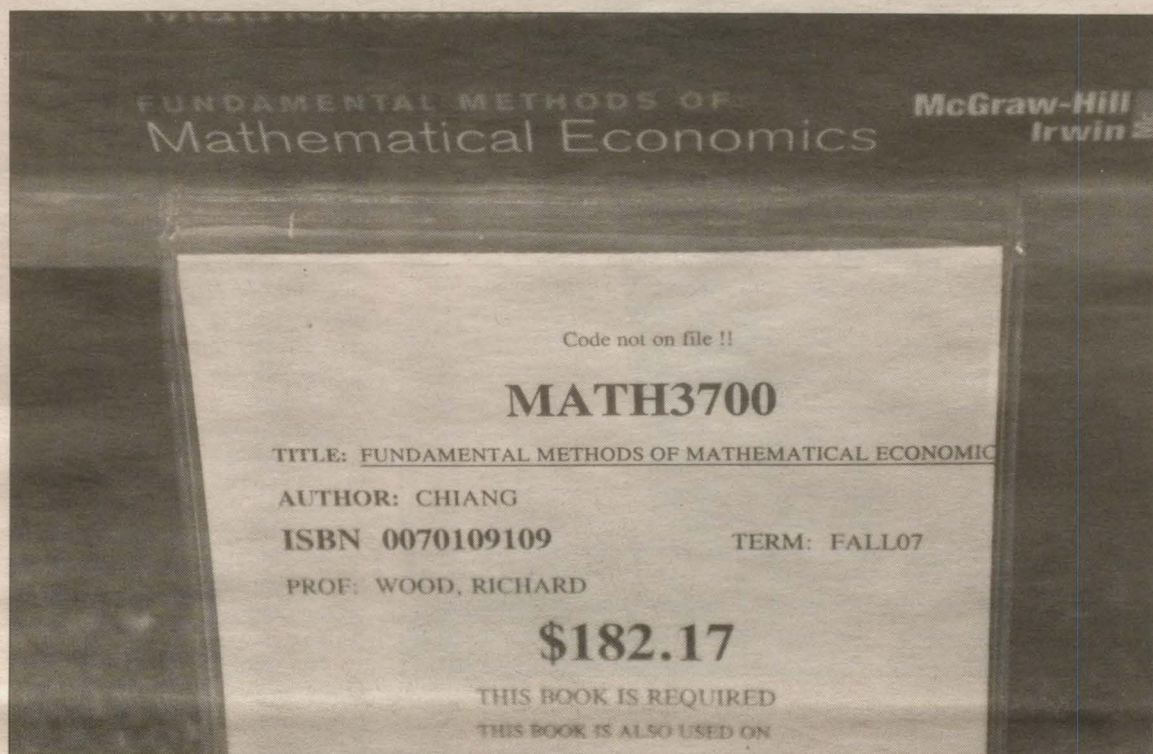 FUNDAMENTAL METHODS OF
Mathematical Economics
McGraw-Hill
Irwin
Code not on file !!
MATH3700
TITLE: FUNDAMENTAL METHODS OF MATHEMATICAL ECONOMIC
AUTHOR: CHIANG
ISBN 0070109109 TERM: FALL07
PROF: WOOD, RICHARD
$182.17
THIS BOOK IS REQUIRED
THIS BOOK IS ALSO USED ON